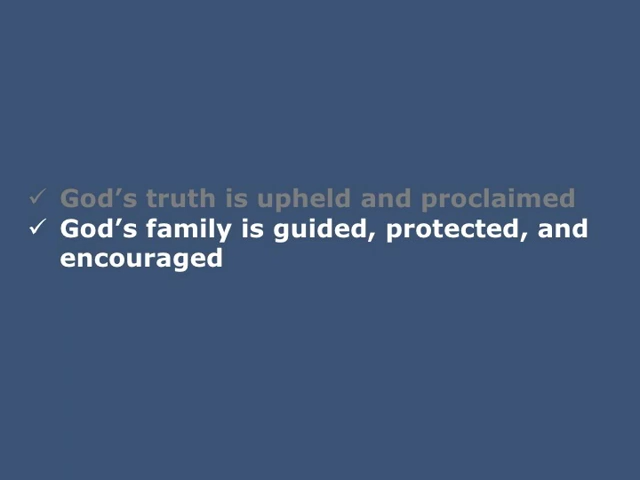 ✓ God’s truth is upheld and proclaimed
✓ God’s family is guided, protected, and
encouraged